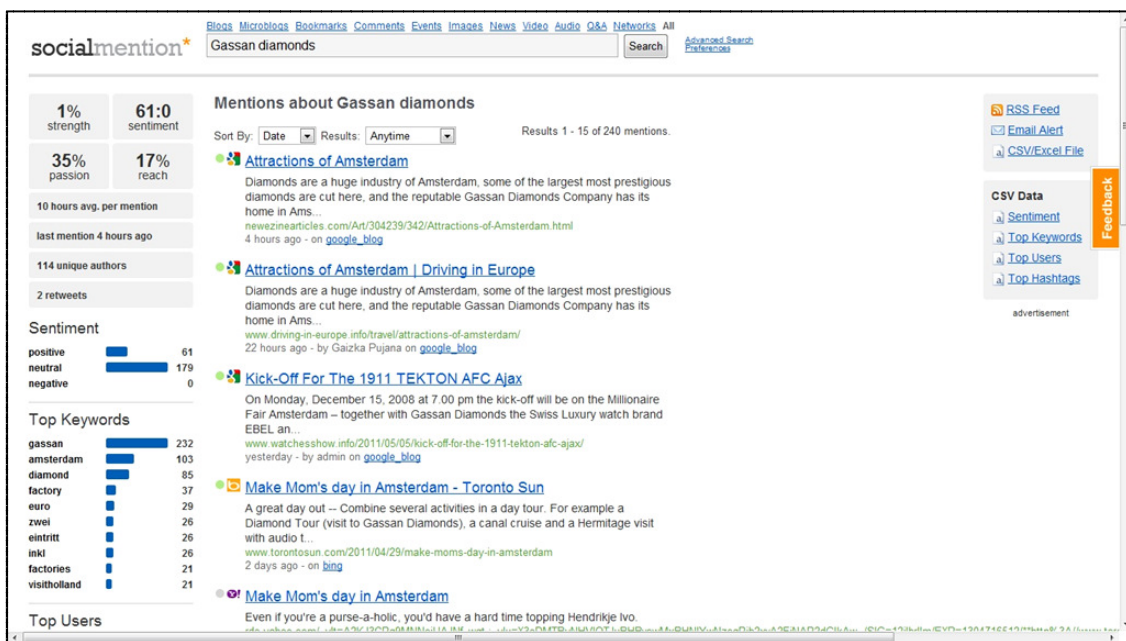 Blogs Microblogs Bookmarks Comments Events Images News Video Audio Q&A Networks All
socialmention*
Gassan diamonds
Search
Advanced Search
Preferences
1%
strength
61:0
sentiment
35%
passion
17%
reach
10 hours avg. per mention
last mention 4 hours ago
114 unique authors
2 retweets
Sentiment
positive 61
neutral 179
negative 0
Top Keywords
gassan 232
amsterdam 103
diamond 85
factory 37
euro 29
zwei 26
eintritt 26
inkl 26
factories 21
visitholland 21
Top Users
Mentions about Gassan diamonds
Sort By: Date Results: Anytime
Results 1 - 15 of 240 mentions.
Attractions of Amsterdam
Diamonds are a huge industry of Amsterdam, some of the largest most prestigious
diamonds are cut here, and the reputable Gassan Diamonds Company has its
home in Ams...
newezinearticles.com/Art/304239/342/Attractions-of-Amsterdam.html
4 hours ago - on google_blog
Attractions of Amsterdam | Driving in Europe
Diamonds are a huge industry of Amsterdam, some of the largest most prestigious
diamonds are cut here, and the reputable Gassan Diamonds Company has its
home in Ams...
www.driving-in-europe.info/travel/attractions-of-amsterdam/
22 hours ago - by Gaizka Pujana on google_blog
Kick-Off For The 1911 TEKTON AFC Ajax
On Monday, December 15, 2008 at 7.00 pm the kick-off will be on the Millionaire
Fair Amsterdam – together with Gassan Diamonds the Swiss Luxury watch brand
EBEL an...
www.watchesshow.info/2011/05/05/kick-off-for-the-1911-tekton-afc-ajax/
yesterday - by admin on google_blog
Make Mom's day in Amsterdam - Toronto Sun
A great day out -- Combine several activities in a day tour. For example a
Diamond Tour (visit to Gassan Diamonds), a canal cruise and a Hermitage visit
with audio t...
www.torontosun.com/2011/04/29/make-moms-day-in-amsterdam
2 days ago - on bing
Make Mom's day in Amsterdam
Even if you're a purse-a-holic, you'd have a hard time topping Hendrikje Ivo.
RSS Feed
Email Alert
CSV/Excel File
CSV Data
Sentiment
Top Keywords
Top Users
Top Hashtags
advertisement
Feedback